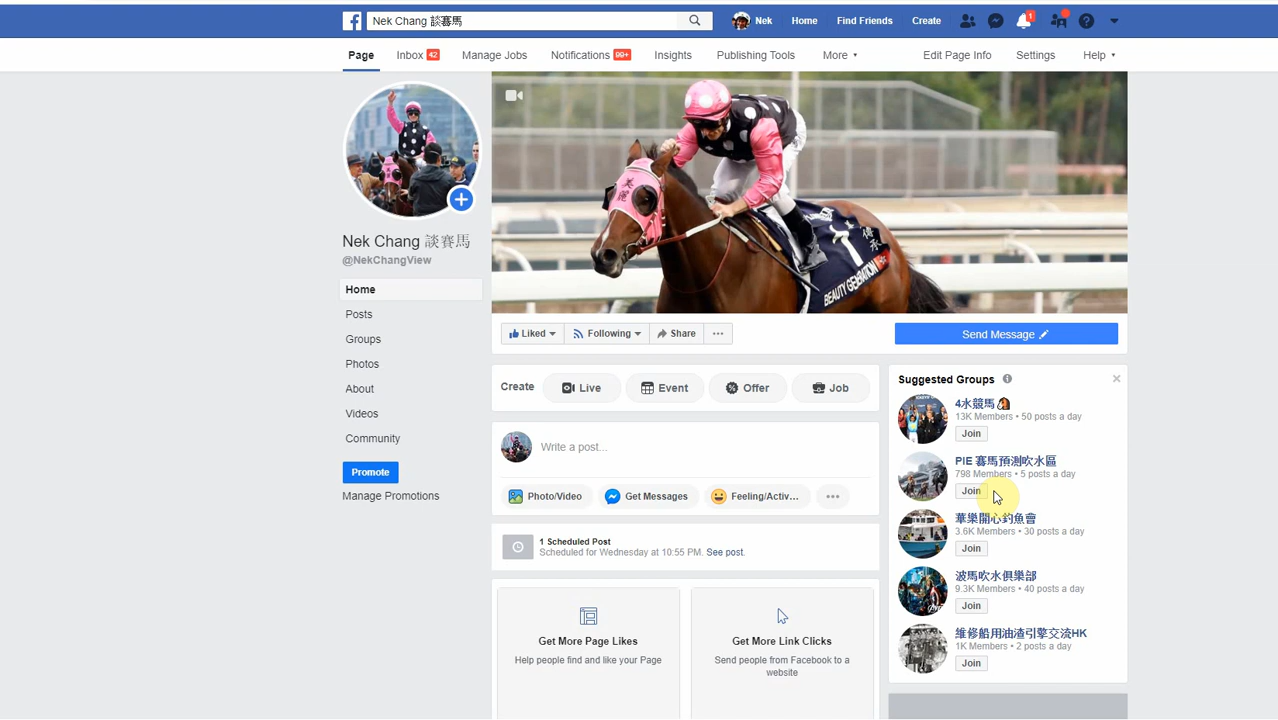 Nek Chang 談賽馬
Nek Home Find Friends Create 1
Page Inbox 42 Manage Jobs Notifications 99+ Insights Publishing Tools More Edit Page Info Settings Help
1
BEAUTY GENERATION
Nek Chang 談賽馬
@NekChangView
Home
Posts
Groups
Photos
About
Videos
Community
Promote
Manage Promotions
Liked Following Share ... Send Message
Create Live Event Offer Job
Write a post...
Photo/Video Get Messages Feeling/Activ... ...
1 Scheduled Post
Scheduled for Wednesday at 10:55 PM. See post.
Get More Page Likes
Help people find and like your Page
Get More Link Clicks
Send people from Facebook to a
website
Suggested Groups
4水競馬
13K Members • 50 posts a day
Join
PIE 賽馬預測吹水區
798 Members • 5 posts a day
Join
華樂開心釣魚會
3.6K Members • 30 posts a day
Join
波馬吹水俱樂部
9.3K Members • 40 posts a day
Join
維修船用油渣引擎交流HK
1K Members • 2 posts a day
Join